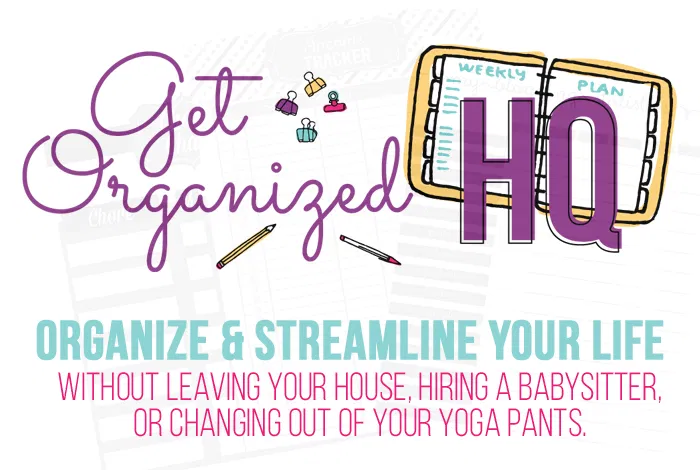 TRACKER
Get
Organized
HQ
WEEKLY
PLAN
ORGANIZE & STREAMLINE YOUR LIFE
WITHOUT LEAVING YOUR HOUSE, HIRING A BABYSITTER,
OR CHANGING OUT OF YOUR YOGA PANTS.